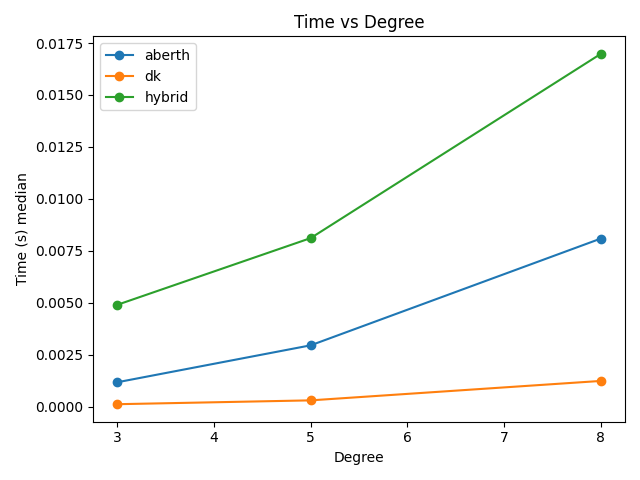 Time vs Degree
aberth
dk
hybrid
Time (s) median
0.0175
0.0150
0.0125
0.0100
0.0075
0.0050
0.0025
0.0000
3 4 5 6 7 8
Degree